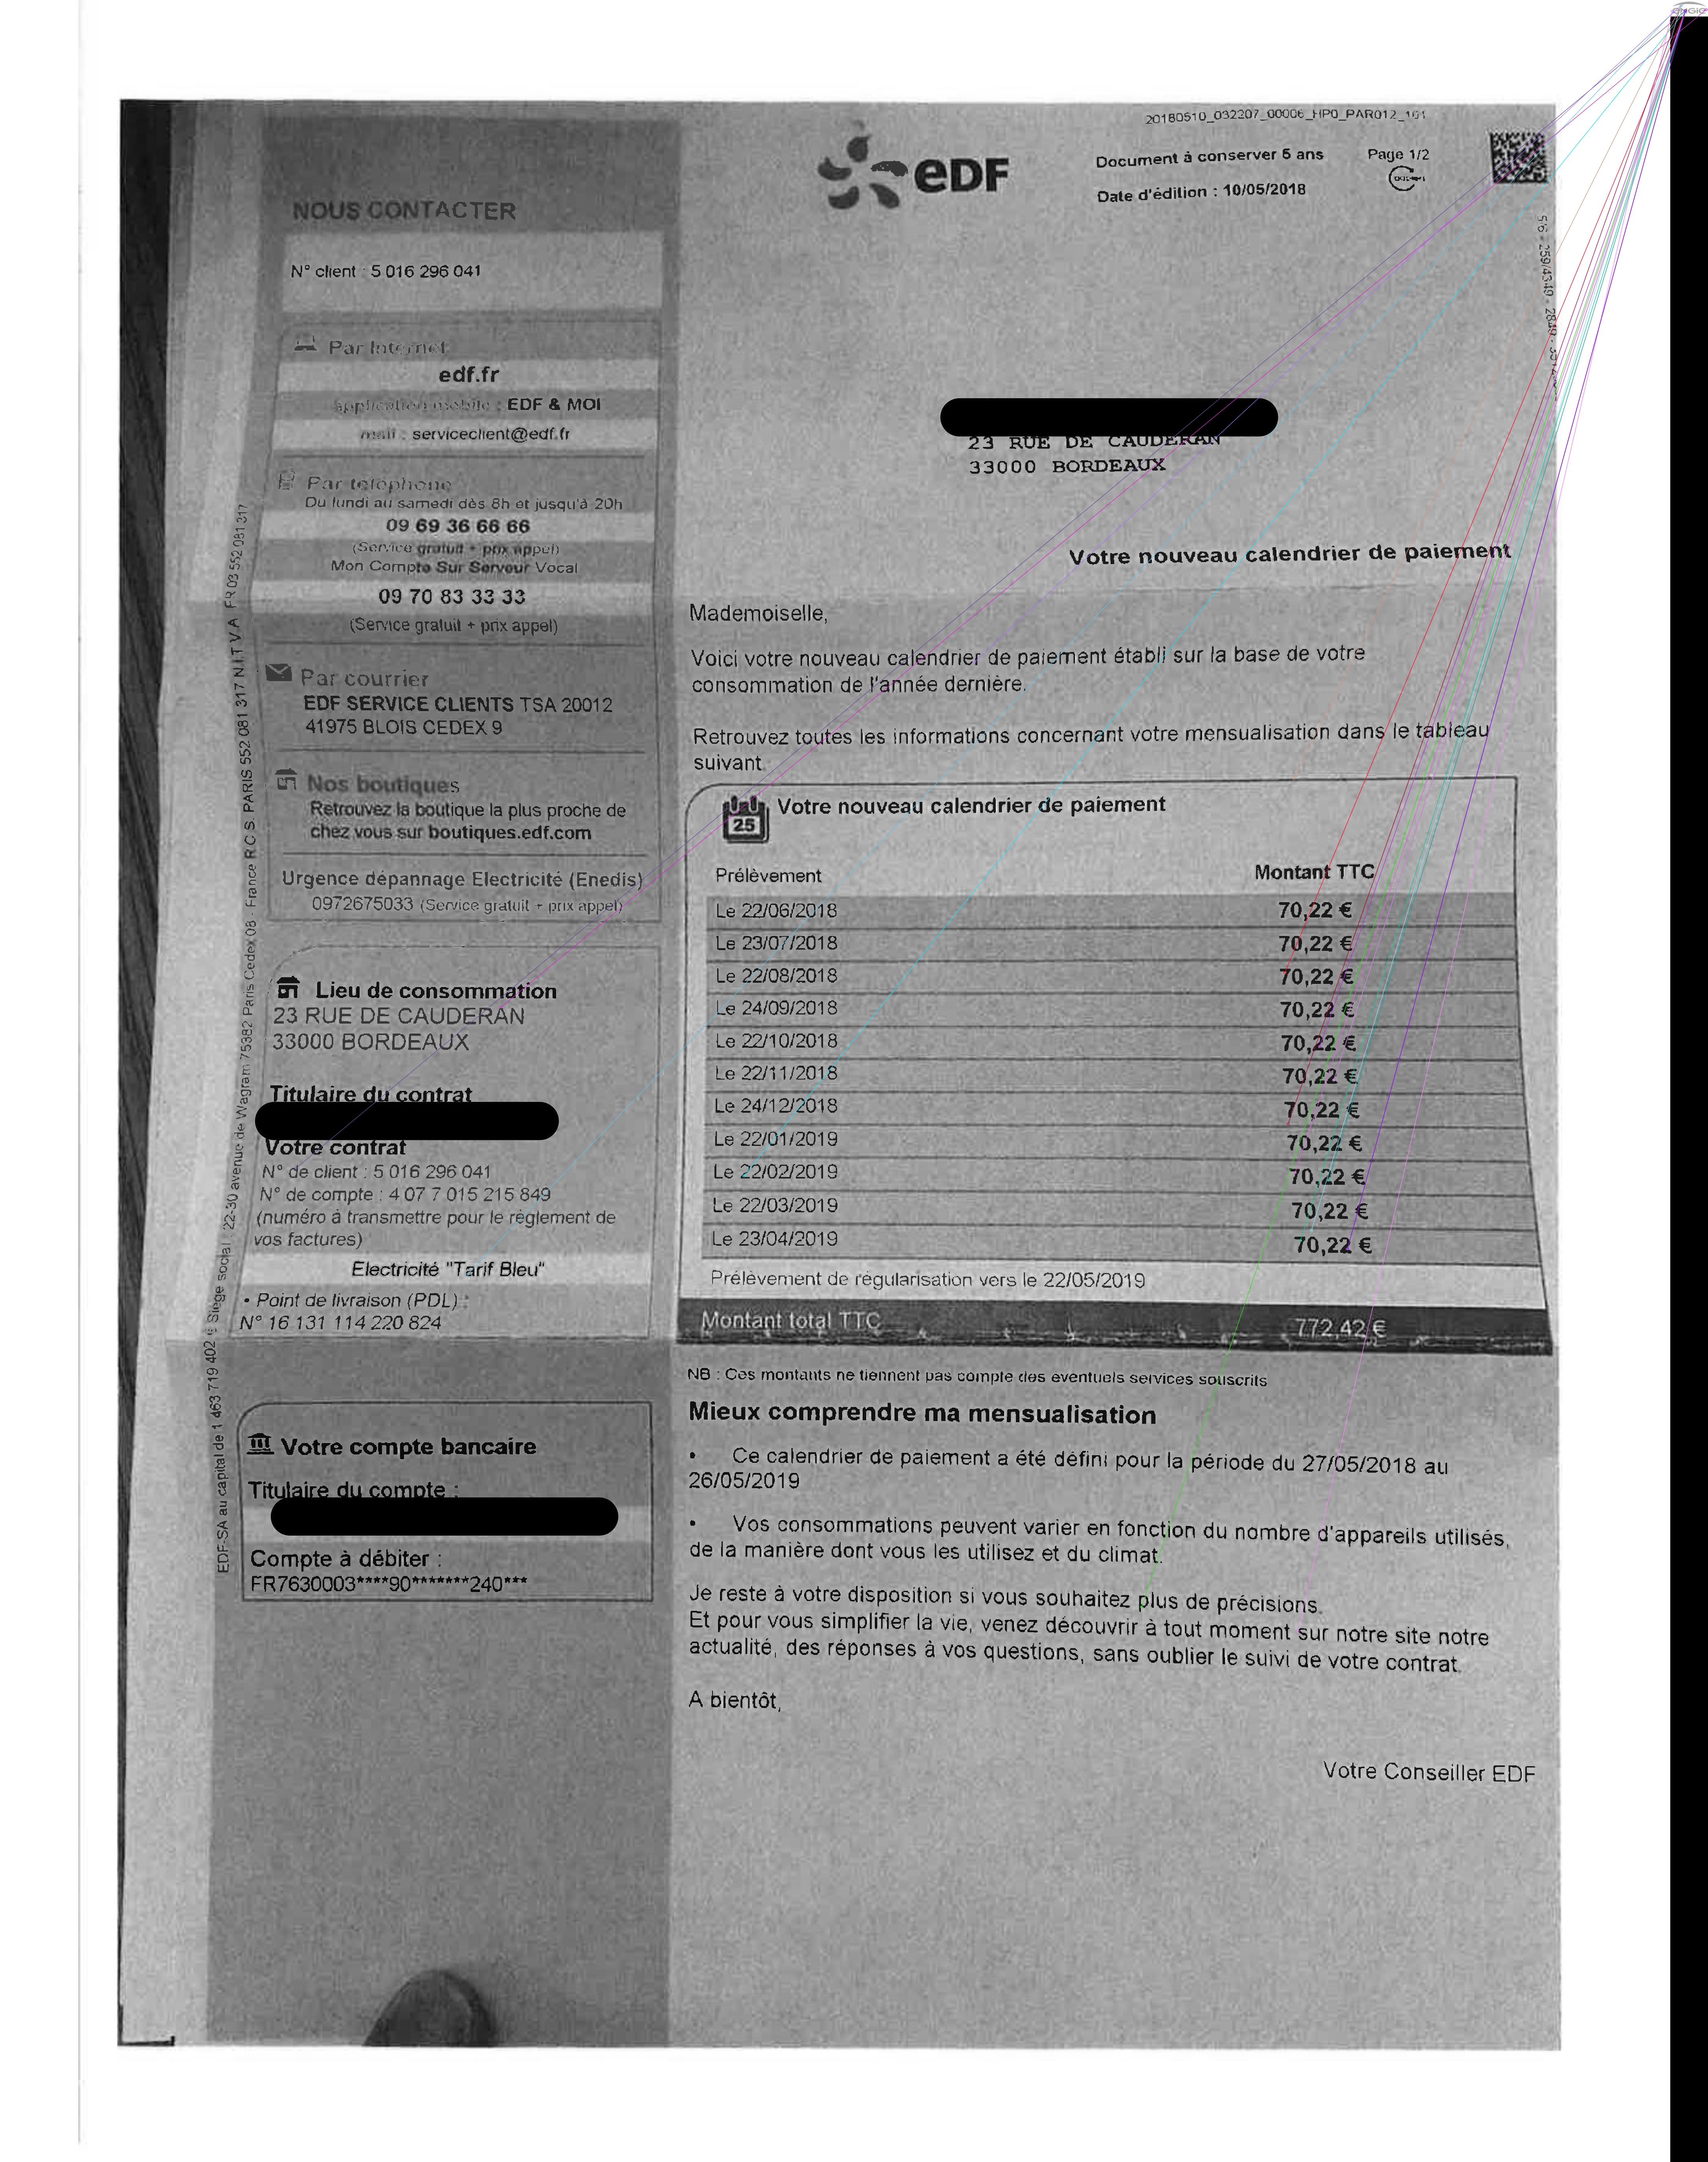 20180510_032207_00006_HP0_PAR012_101
edf
Document à conserver 5 ans
Page 1/2
Date d'édition : 10/05/2018
NOUS CONTACTER
N° client : 5 016 296 041
Par Internet
edf.fr
application mobile : EDF & MOI
mail : serviceclient@edf.fr
Par téléphone
Du lundi au samedi dès 8h et jusqu'à 20h
09 69 36 66 66
(Service gratuit + prix appel)
Mon Compte Sur Serveur Vocal
09 70 83 33 33
(Service gratuit + prix appel)
Par courrier
EDF SERVICE CLIENTS TSA 20012
41975 BLOIS CEDEX 9
Nos boutiques
Retrouvez la boutique la plus proche de
chez vous sur boutiques.edf.com
Urgence dépannage Electricité (Enedis)
0972675033 (Service gratuit + prix appel)
Lieu de consommation
23 RUE DE CAUDERAN
33000 BORDEAUX
Titulaire du contrat
Votre contrat
N° de client : 5 016 296 041
N° de compte : 4 07 7 015 215 849
(numéro à transmettre pour le règlement de
vos factures)
Electricité "Tarif Bleu"
• Point de livraison (PDL) :
N° 16 131 114 220 824
Votre compte bancaire
Titulaire du compte :
Compte à débiter :
FR7630003****90*******240***
EDF-SA au capital de 1 463 719 402 € Siège social : 22-30 avenue de Wagram 75382 Paris Cedex 08 - France R.C.S. PARIS 552 081 317 N.I.T.V.A FR 03 552 081 317
23 RUE DE CAUDERAN
33000 BORDEAUX
Votre nouveau calendrier de paiement
Mademoiselle,
Voici votre nouveau calendrier de paiement établi sur la base de votre
consommation de l'année dernière.
Retrouvez toutes les informations concernant votre mensualisation dans le tableau
suivant.
25
Votre nouveau calendrier de paiement
Prélèvement Montant TTC
Le 22/06/2018 70,22 €
Le 23/07/2018 70,22 €
Le 22/08/2018 70,22 €
Le 24/09/2018 70,22 €
Le 22/10/2018 70,22 €
Le 22/11/2018 70,22 €
Le 24/12/2018 70,22 €
Le 22/01/2019 70,22 €
Le 22/02/2019 70,22 €
Le 22/03/2019 70,22 €
Le 23/04/2019 70,22 €
Prélèvement de régularisation vers le 22/05/2019
Montant total TTC 772,42 €
NB : Ces montants ne tiennent pas compte des eventuels services souscrits
Mieux comprendre ma mensualisation
• Ce calendrier de paiement a été défini pour la période du 27/05/2018 au
26/05/2019
• Vos consommations peuvent varier en fonction du nombre d'appareils utilisés,
de la manière dont vous les utilisez et du climat.
Je reste à votre disposition si vous souhaitez plus de précisions.
Et pour vous simplifier la vie, venez découvrir à tout moment sur notre site notre
actualité, des réponses à vos questions, sans oublier le suivi de votre contrat.
A bientôt,
Votre Conseiller EDF